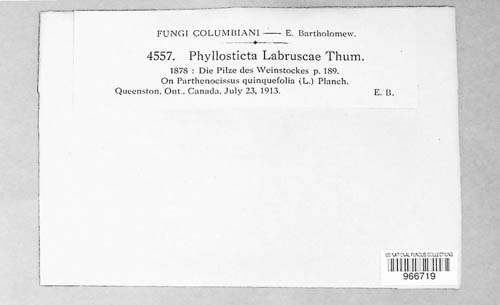 FUNGI COLUMBIANI — E. Bartholomew.
4557. Phyllosticta Labruscae Thum.
1878 : Die Pilze des Weinstockes p. 189.
On Parthenocissus quinquefolia (L.) Planch.
Queenston, Ont., Canada, July 23, 1913. E. B.
US NATIONAL FUNGUS COLLECTIONS
966719